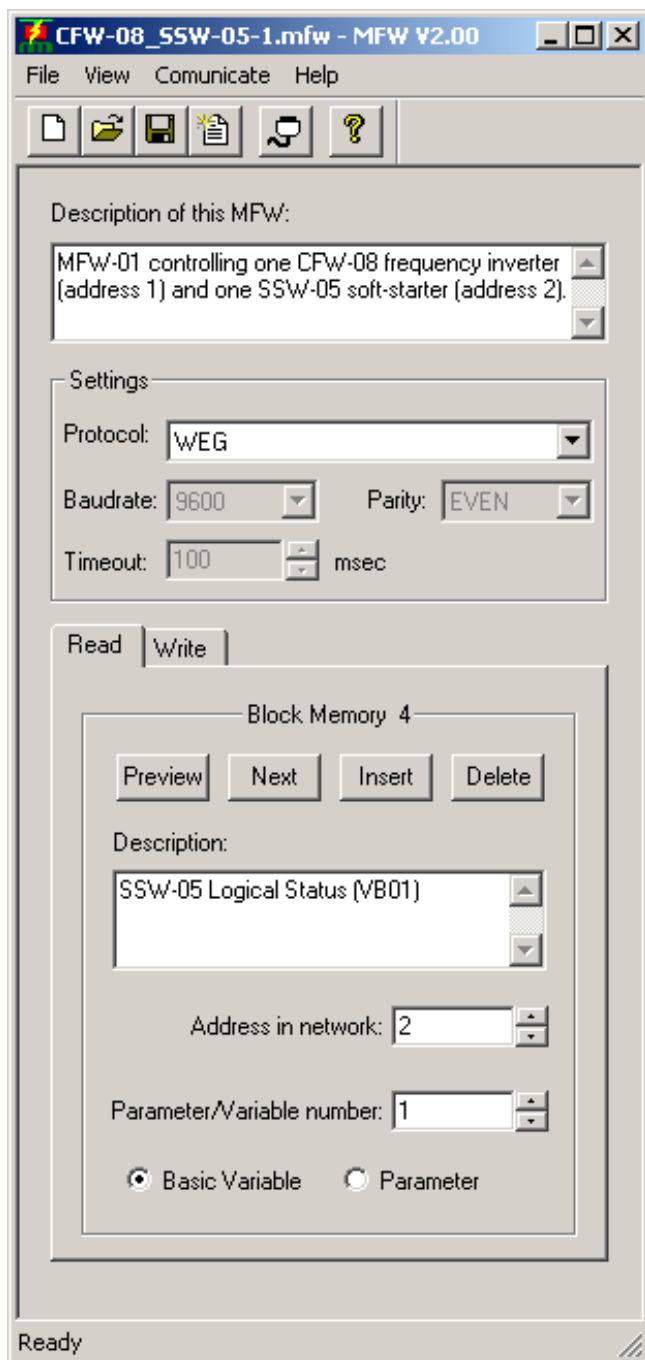 CFW-08_SSW-05-1.mfw - MFW V2.00
File View Comunicate Help
Description of this MFW:
MFW-01 controlling one CFW-08 frequency inverter
(address 1) and one SSW-05 soft-starter (address 2).
Settings
Protocol: WEG
Baudrate: 9600 Parity: EVEN
Timeout: 100 msec
Read Write
Block Memory 4
Preview Next Insert Delete
Description:
SSW-05 Logical Status (VB01)
Address in network: 2
Parameter/Variable number: 1
Basic Variable Parameter
Ready